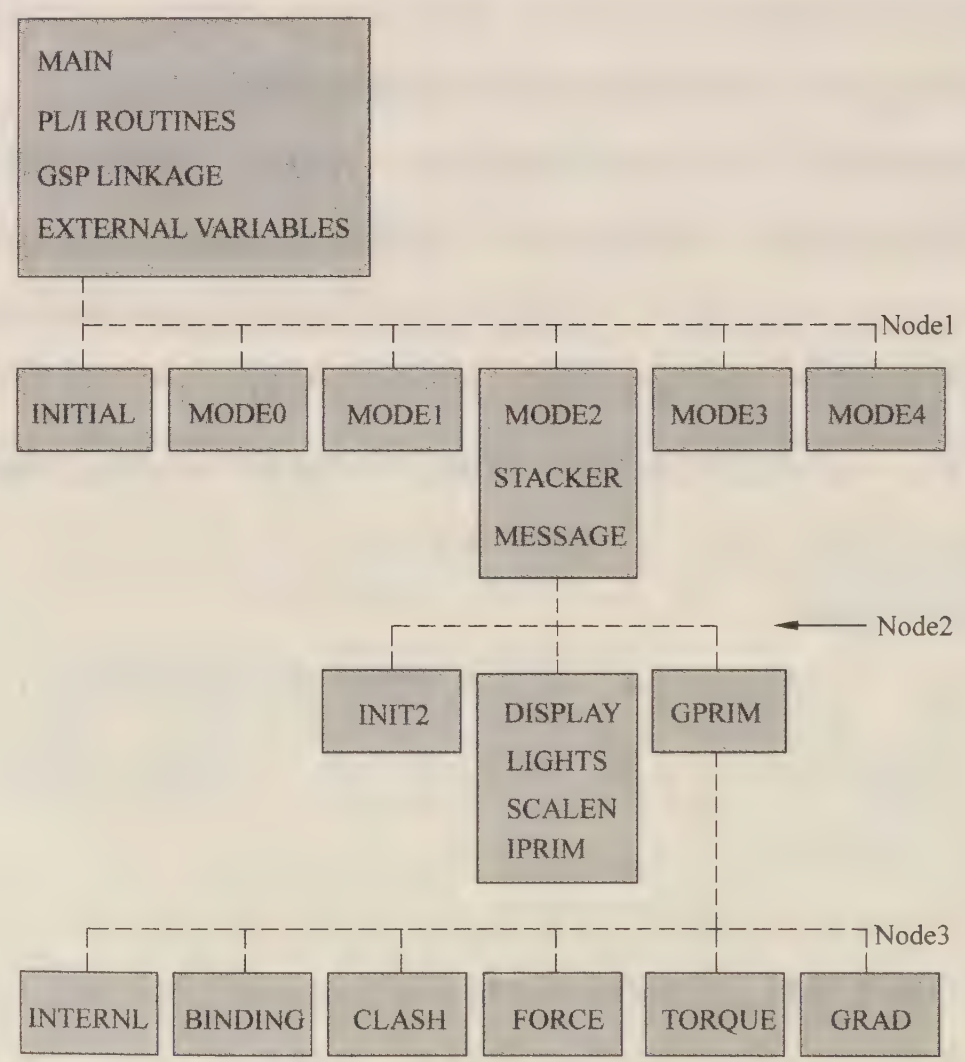 MAIN
PL/I ROUTINES
GSP LINKAGE
EXTERNAL VARIABLES
Node1
INITIAL
MODE0
MODE1
MODE2
STACKER
MESSAGE
MODE3
MODE4
Node2
INIT2
DISPLAY
LIGHTS
SCALEN
IPRIM
GPRIM
Node3
INTERNL
BINDING
CLASH
FORCE
TORQUE
GRAD